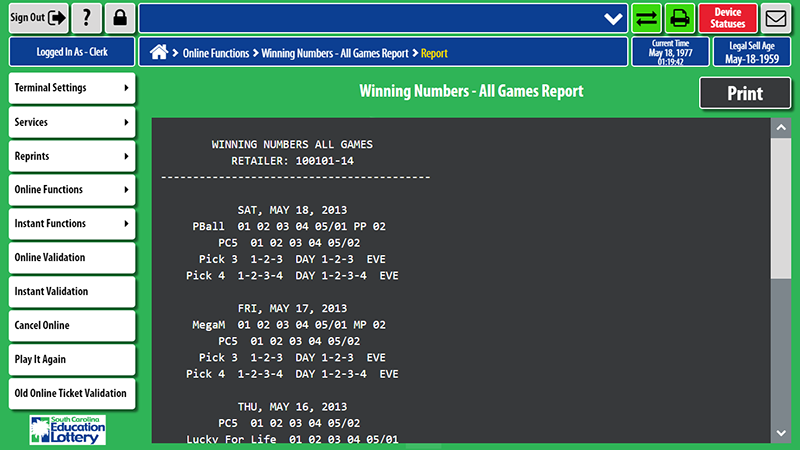 Sign Out
?
Device
Statuses
Logged In As - Clerk
Online Functions > Winning Numbers - All Games Report > Report
Current Time
May 18, 1977
01:19:42
Legal Sell Age
May-18-1959
Terminal Settings
Services
Reprints
Online Functions
Instant Functions
Online Validation
Instant Validation
Cancel Online
Play It Again
Old Online Ticket Validation
South Carolina
Education
Lottery
Winning Numbers - All Games Report
Print
WINNING NUMBERS ALL GAMES
RETAILER: 100101-14
------------------------------------------
SAT, MAY 18, 2013
PBall 01 02 03 04 05/01 PP 02
PC5 01 02 03 04 05/02
Pick 3 1-2-3 DAY 1-2-3 EVE
Pick 4 1-2-3-4 DAY 1-2-3-4 EVE
FRI, MAY 17, 2013
MegaM 01 02 03 04 05/01 MP 02
PC5 01 02 03 04 05/02
Pick 3 1-2-3 DAY 1-2-3 EVE
Pick 4 1-2-3-4 DAY 1-2-3-4 EVE
THU, MAY 16, 2013
PC5 01 02 03 04 05/02
Lucky For Life 01 02 03 04 05/01